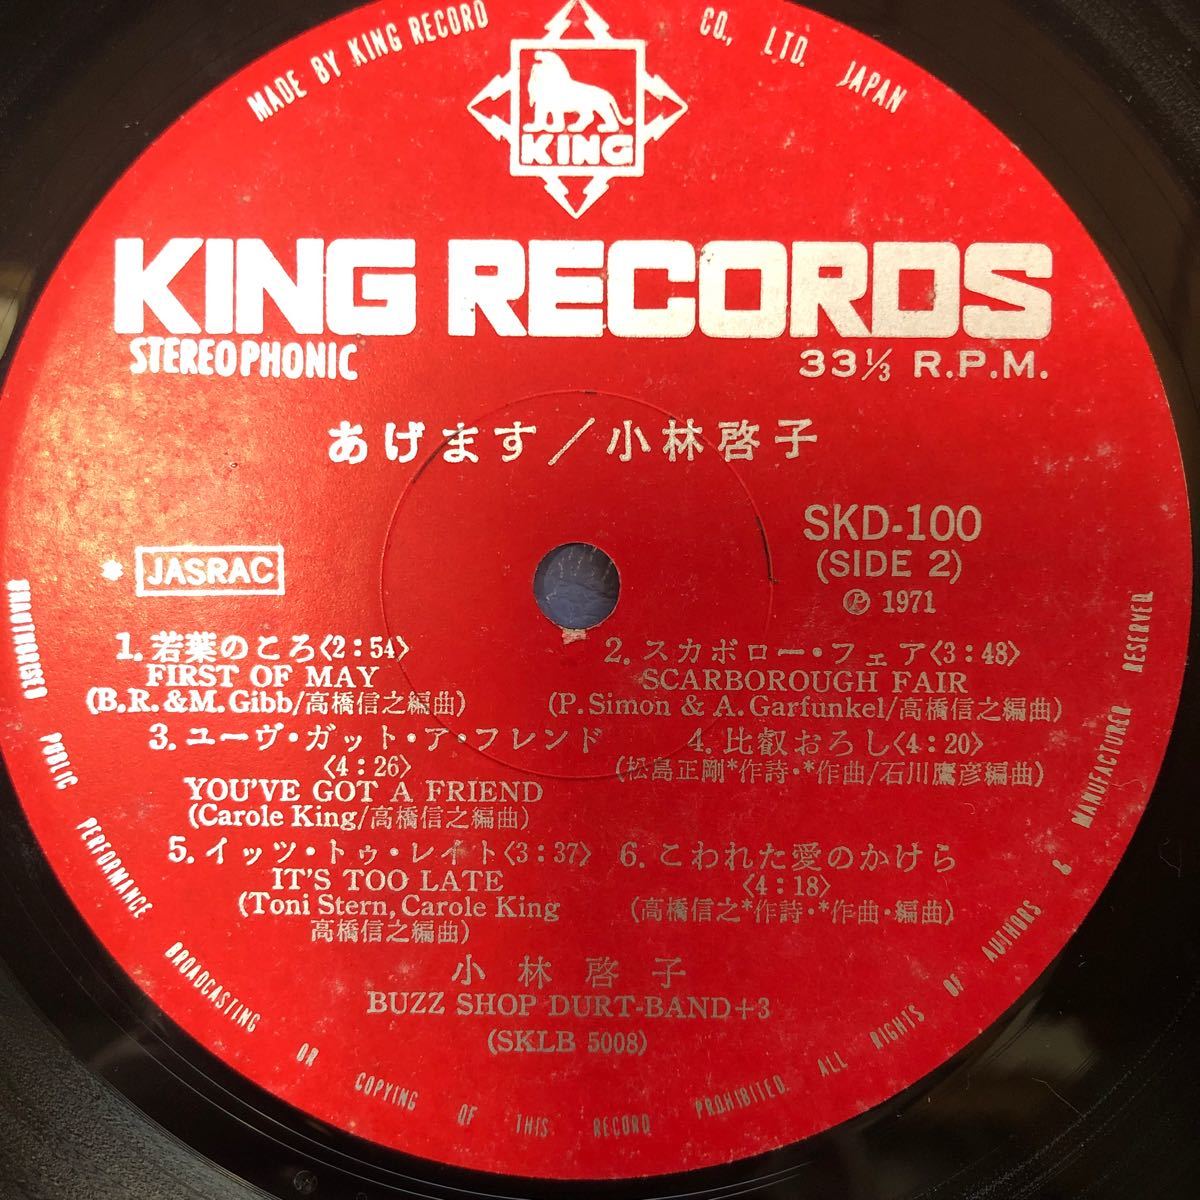 MADE BY KING RECORD CO., LTD. JAPAN
KING
KING RECORDS
STEREOPHONIC
33⅓ R.P.M.
あげます／小林啓子
SKD-100
(SIDE 2)
Ⓟ 1971
* JASRAC
1. 若葉のころ〈2：54〉
FIRST OF MAY
(B.R.&M.Gibb/高橋信之編曲)
2. スカボロー・フェア〈3：48〉
SCARBOROUGH FAIR
(P.Simon & A.Garfunkel/高橋信之編曲)
3. ユーヴ・ガット・ア・フレンド
〈4：26〉
YOU'VE GOT A FRIEND
(Carole King/高橋信之編曲)
4. 比叡おろし〈4：20〉
(松島正剛*作詩・*作曲/石川鷹彦編曲)
5. イッツ・トゥ・レイト〈3：37〉
IT'S TOO LATE
(Toni Stern, Carole King
高橋信之編曲)
6. こわれた愛のかけら
〈4：18〉
(高橋信之*作詩・*作曲・編曲)
小林啓子
BUZZ SHOP DURT-BAND+3
(SKLB 5008)
UNAUTHORISED PUBLIC PERFORMANCE BROADCASTING OR COPYING OF THIS RECORD PROHIBITED. ALL RIGHTS OF AUTHORS & MANUFACTURER RESERVED